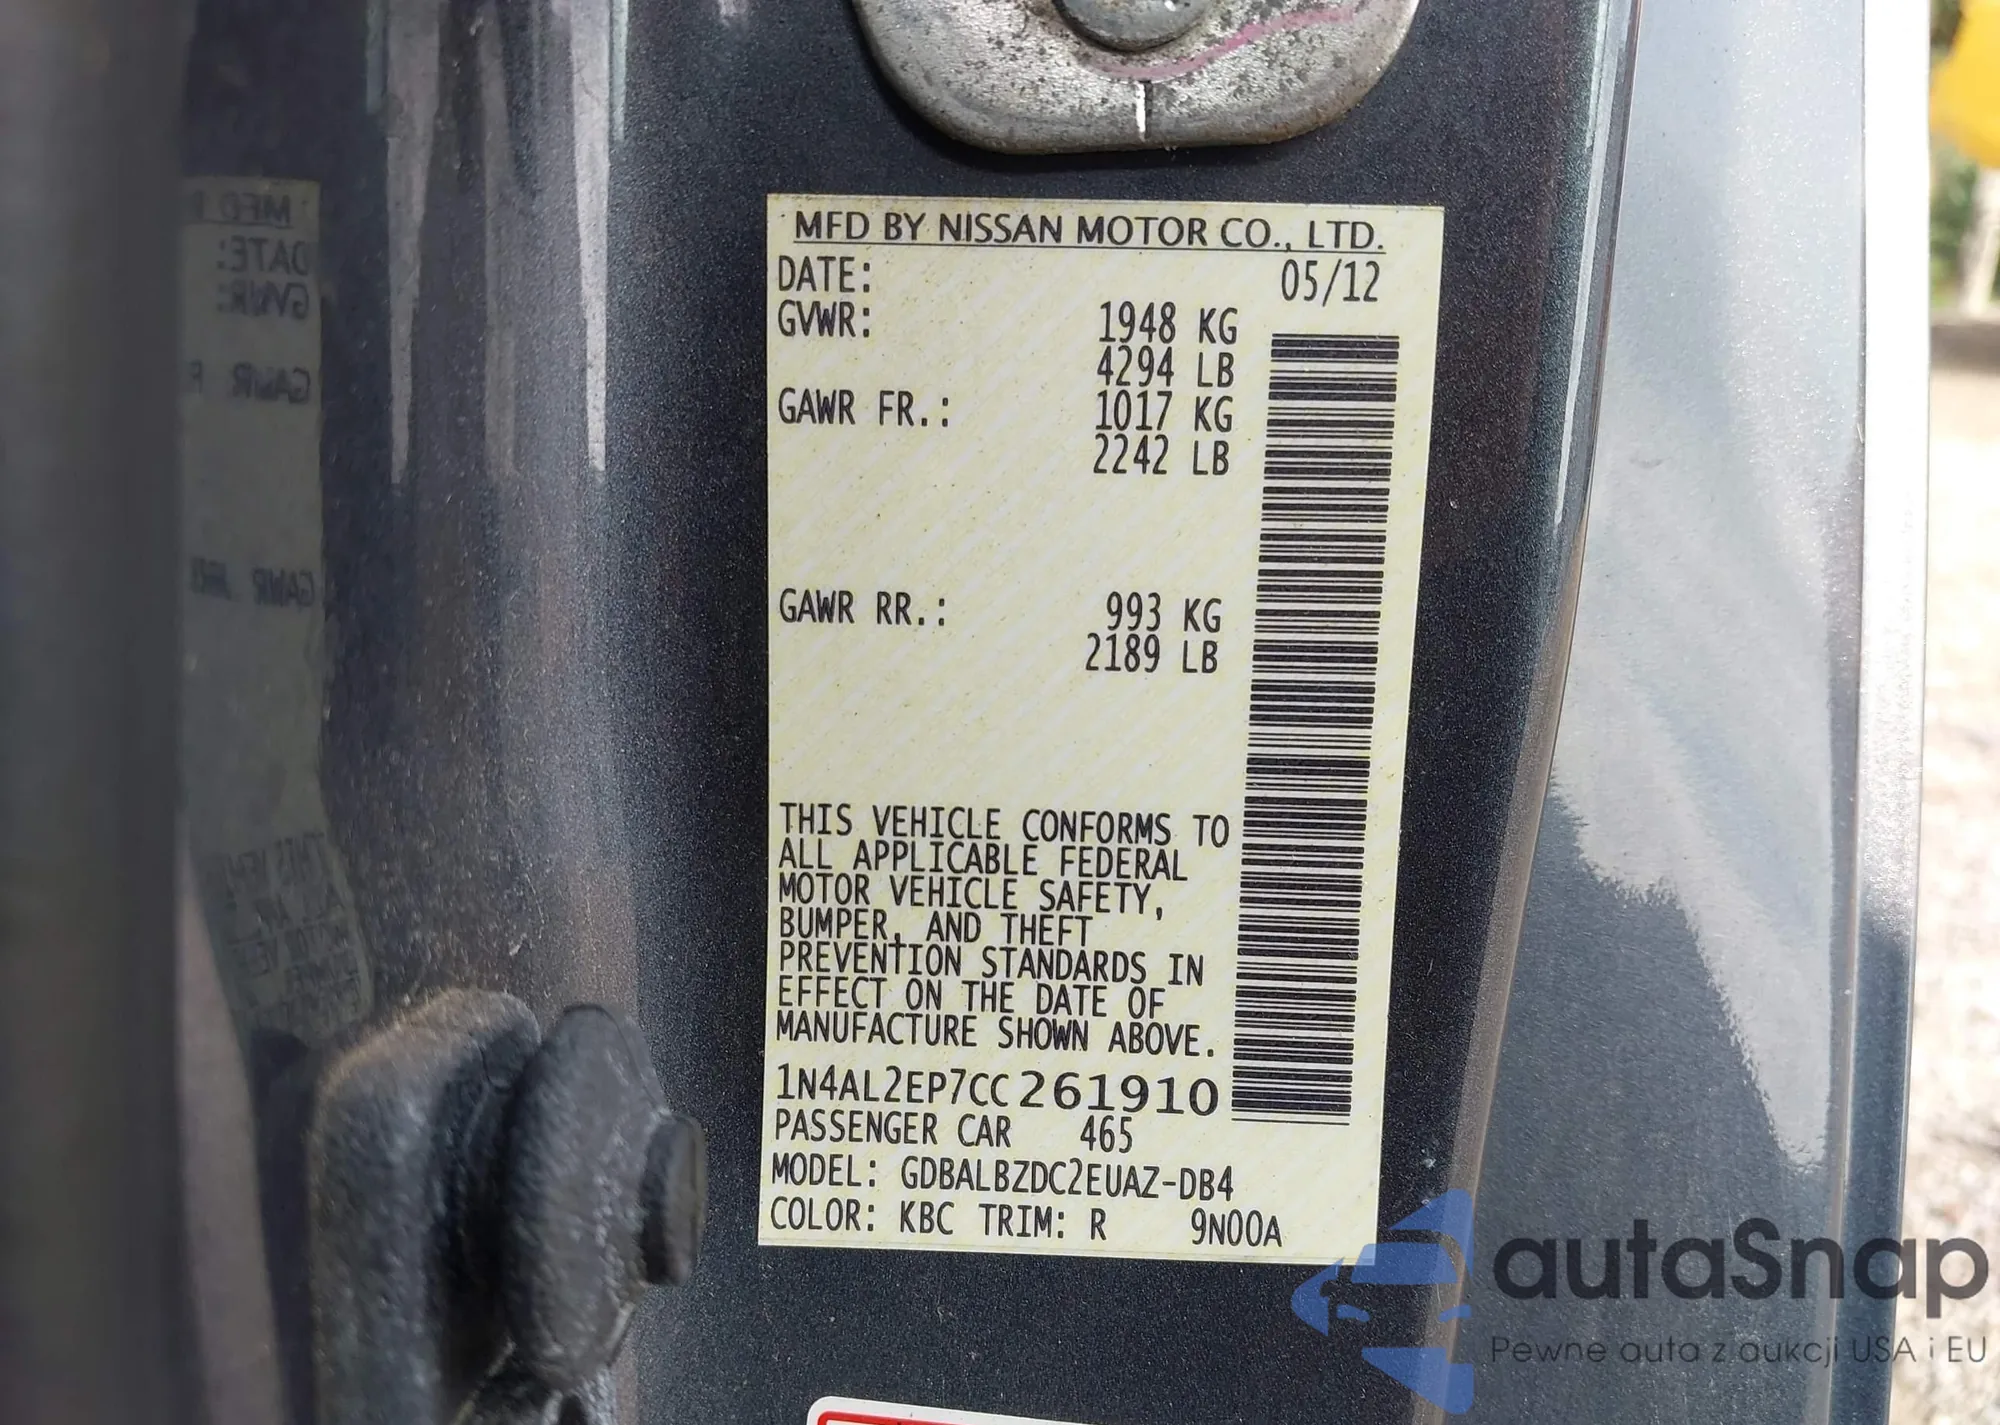 MFD BY NISSAN MOTOR CO., LTD.
DATE: 05/12
GVWR: 1948 KG
4294 LB
GAWR FR.: 1017 KG
2242 LB
GAWR RR.: 993 KG
2189 LB
THIS VEHICLE CONFORMS TO
ALL APPLICABLE FEDERAL
MOTOR VEHICLE SAFETY,
BUMPER, AND THEFT
PREVENTION STANDARDS IN
EFFECT ON THE DATE OF
MANUFACTURE SHOWN ABOVE.
1N4AL2EP7CC261910
PASSENGER CAR 465
MODEL: GDBALBZDC2EUAZ-DB4
COLOR: KBC TRIM: R 9N00A
autaSnap
Pewne auta z aukcji USA i EU